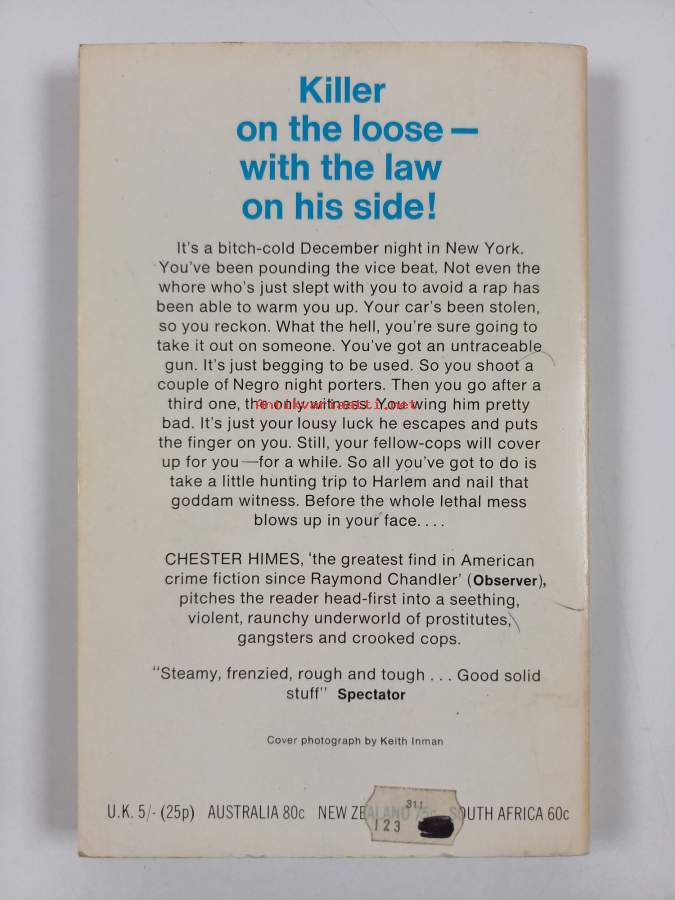 Killer
on the loose —
with the law
on his side!
It's a bitch-cold December night in New York.
You've been pounding the vice beat. Not even the
whore who's just slept with you to avoid a rap has
been able to warm you up. Your car's been stolen,
so you reckon. What the hell, you're sure going to
take it out on someone. You've got an untraceable
gun. It's just begging to be used. So you shoot a
couple of Negro night porters. Then you go after a
third one, the only witness. You wing him pretty
Antikvariaatti.net
bad. It's just your lousy luck he escapes and puts
the finger on you. Still, your fellow-cops will cover
up for you — for a while. So all you've got to do is
take a little hunting trip to Harlem and nail that
goddam witness. Before the whole lethal mess
blows up in your face. . . .
CHESTER HIMES, 'the greatest find in American
crime fiction since Raymond Chandler' (Observer),
pitches the reader head-first into a seething,
violent, raunchy underworld of prostitutes,
gangsters and crooked cops.
"Steamy, frenzied, rough and tough . . . Good solid
stuff" Spectator
Cover photograph by Keith Inman
311
U.K. 5/- (25p) AUSTRALIA 80c NEW ZEALAND 75c SOUTH AFRICA 60c
123